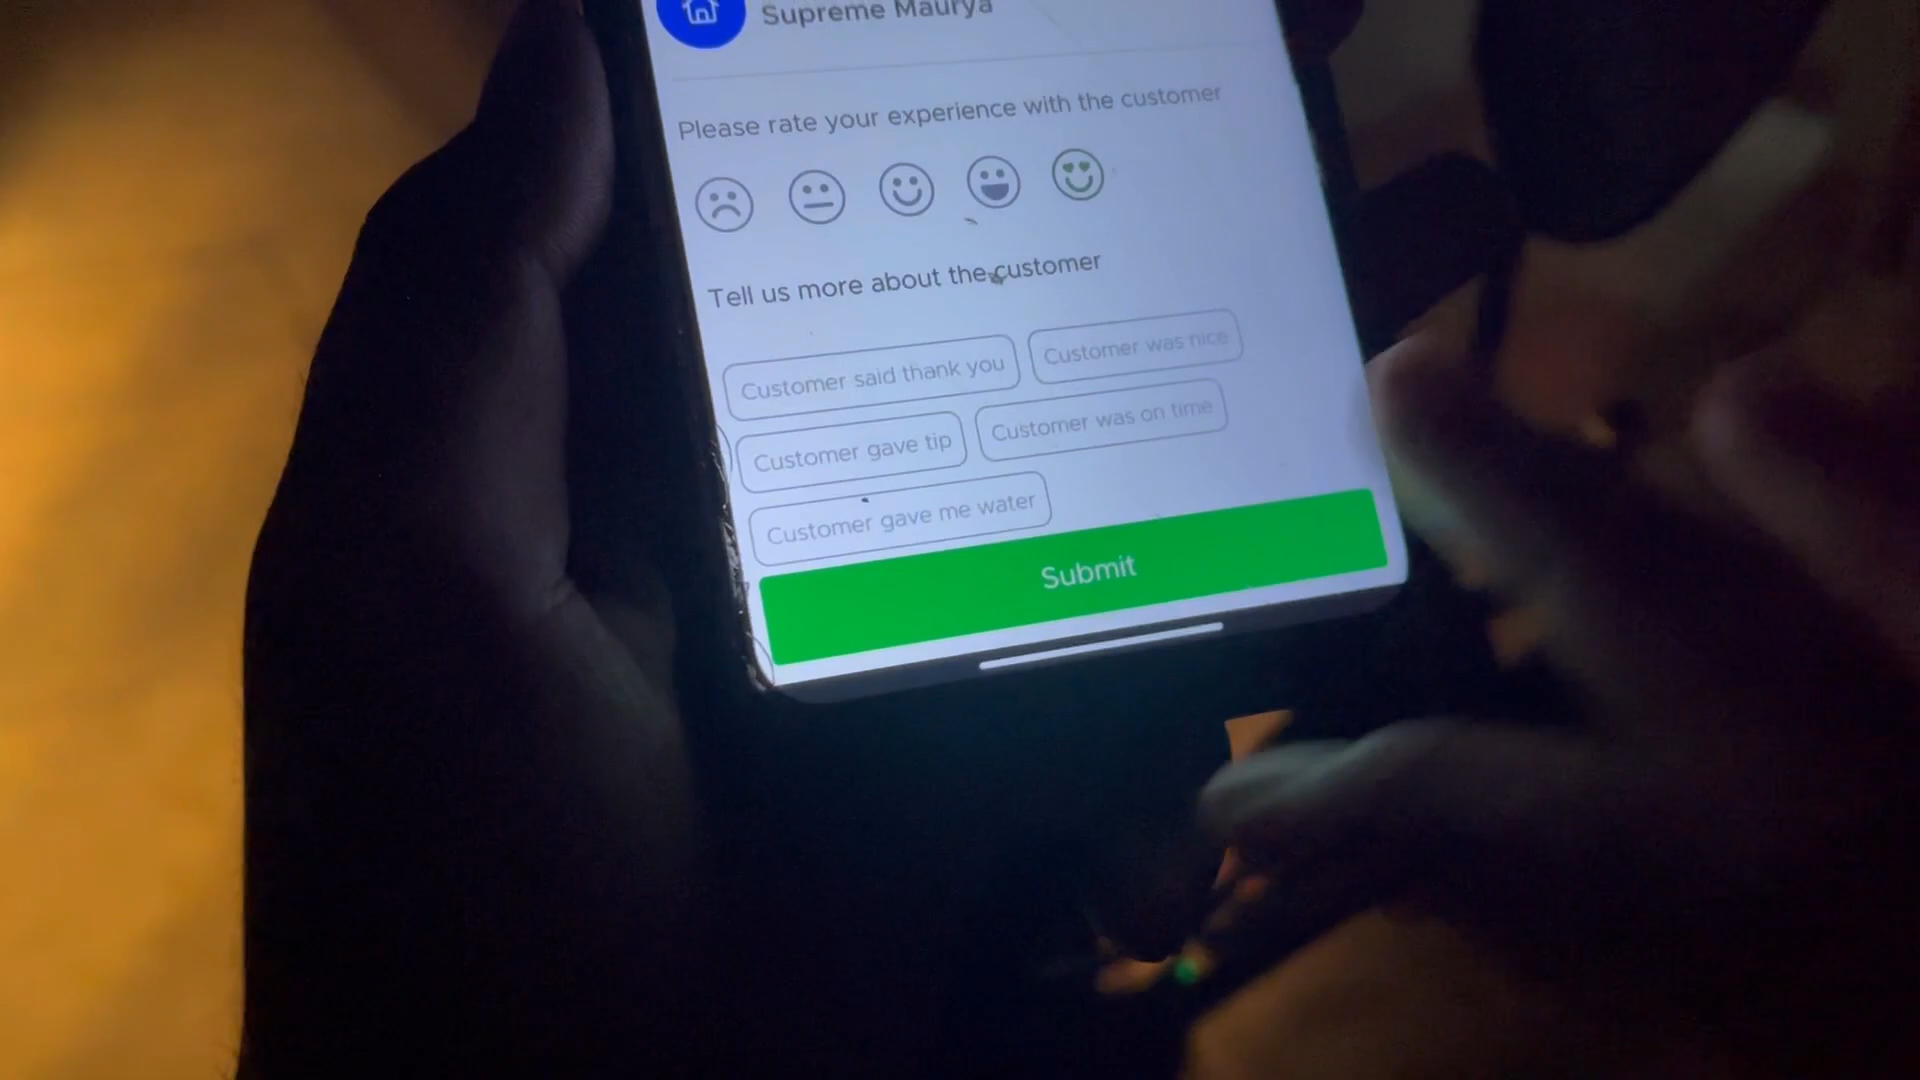 Supreme Maurya
Please rate your experience with the customer
Tell us more about the customer
Customer said thank you
Customer was nice
Customer gave tip
Customer was on time
Customer gave me water
Submit